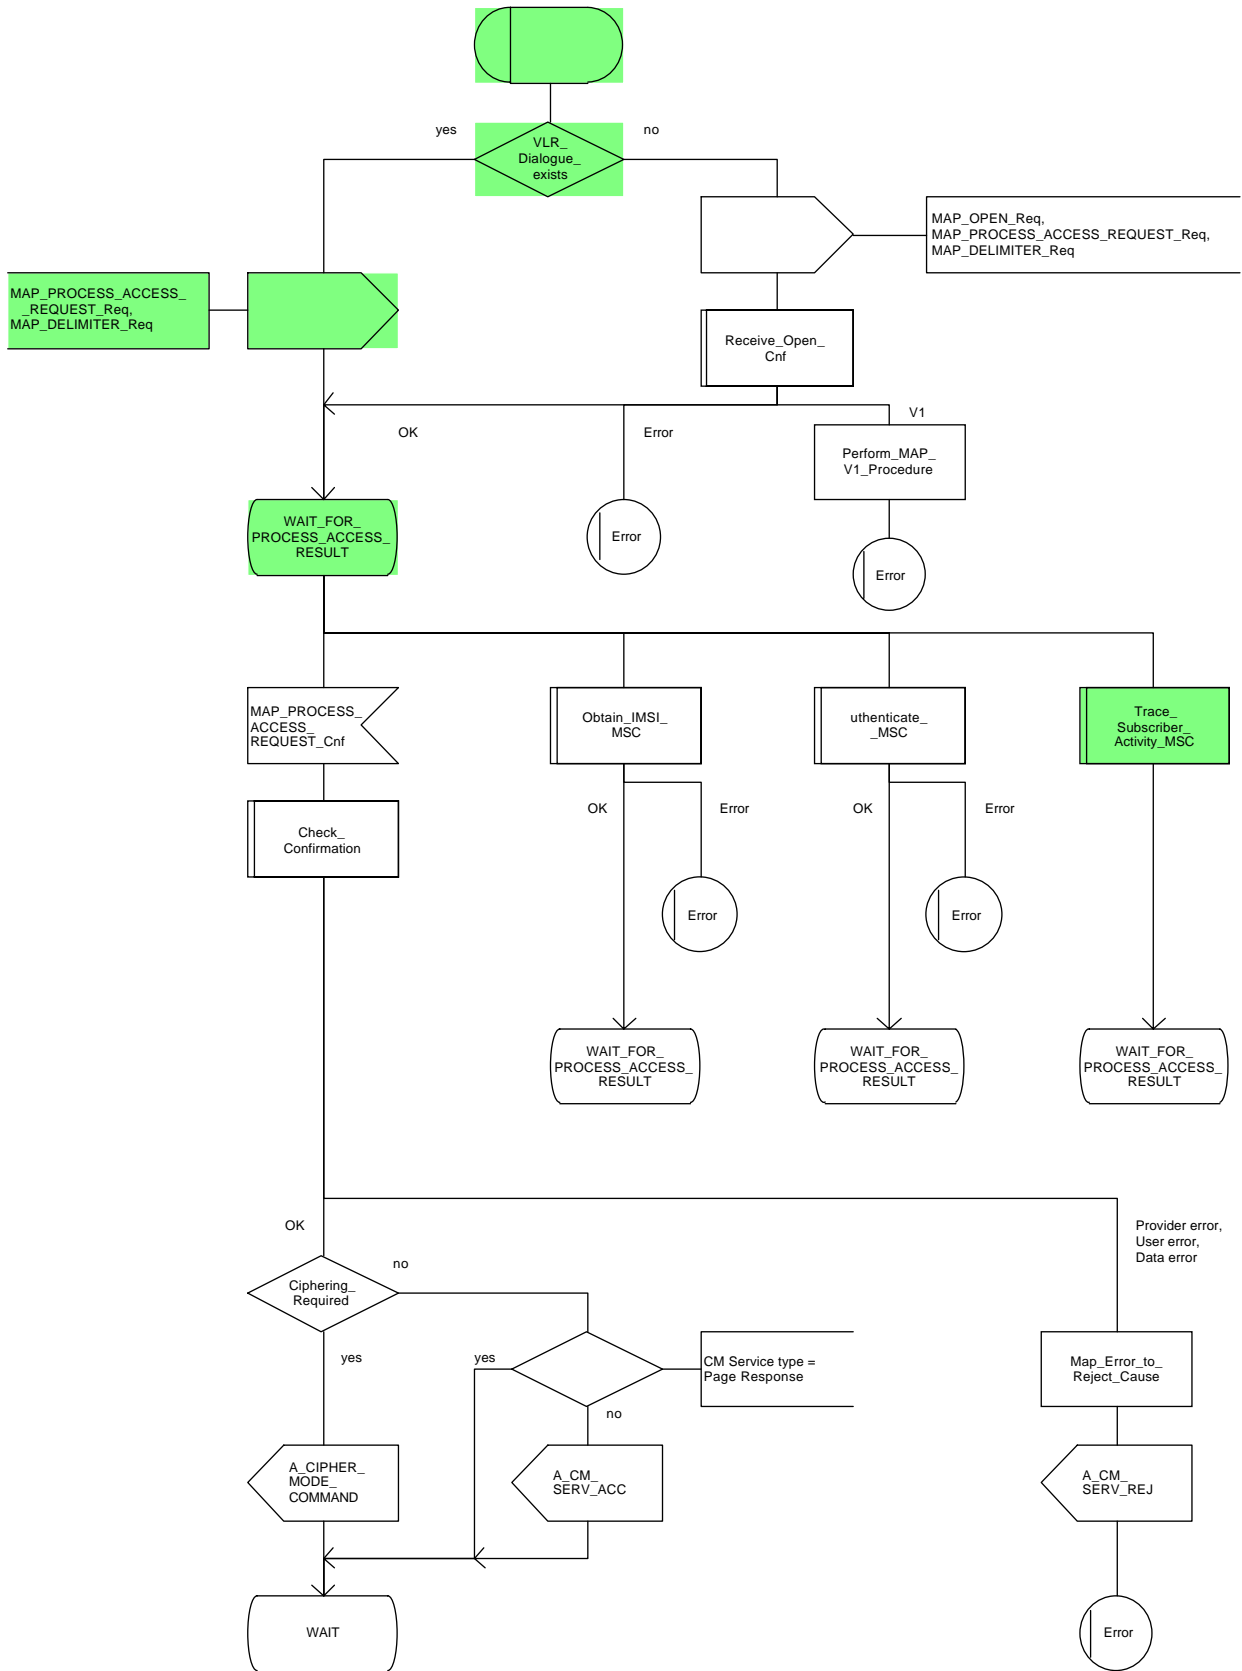 yes
no
VLR_
Dialogue_
exists
MAP_OPEN_Req,
MAP_PROCESS_ACCESS_REQUEST_Req,
MAP_DELIMITER_Req
MAP_PROCESS_ACCESS_
_REQUEST_Req,
MAP_DELIMITER_Req
Receive_Open_
Cnf
OK
Error
V1
Perform_MAP_
V1_Procedure
WAIT_FOR_
PROCESS_ACCESS_
RESULT
Error
Error
MAP_PROCESS_
ACCESS_
REQUEST_Cnf
Obtain_IMSI_
MSC
uthenticate_
_MSC
Trace_
Subscriber_
Activity_MSC
OK
Error
OK
Error
Check_
Confirmation
Error
Error
WAIT_FOR_
PROCESS_ACCESS_
RESULT
WAIT_FOR_
PROCESS_ACCESS_
RESULT
WAIT_FOR_
PROCESS_ACCESS_
RESULT
OK
Provider error,
User error,
Data error
Ciphering_
Required
no
yes
yes
CM Service type =
Page Response
no
Map_Error_to_
Reject_Cause
A_CIPHER_
MODE_
COMMAND
A_CM_
SERV_ACC
A_CM_
SERV_REJ
WAIT
Error